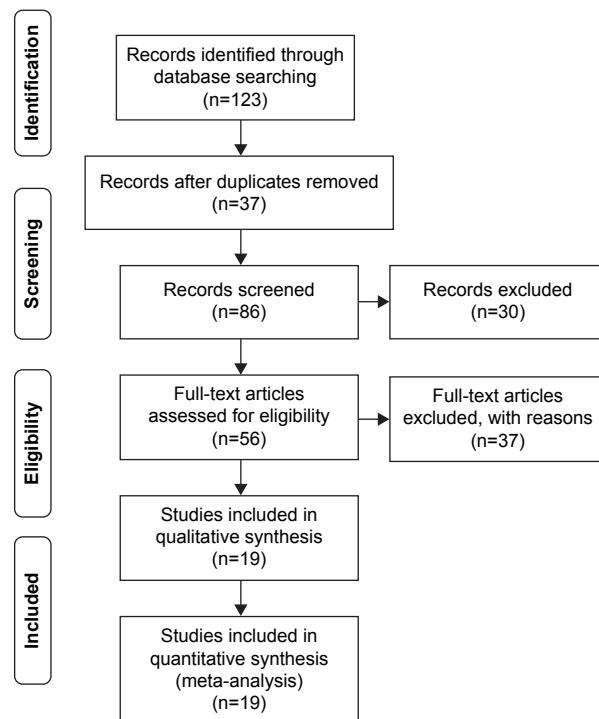 Identification
Records identified through
database searching
(n=123)
Records after duplicates removed
(n=37)
Screening
Records screened
(n=86)
Records excluded
(n=30)
Eligibility
Full-text articles
assessed for eligibility
(n=56)
Full-text articles
excluded, with reasons
(n=37)
Studies included in
qualitative synthesis
(n=19)
Included
Studies included in
quantitative synthesis
(meta-analysis)
(n=19)